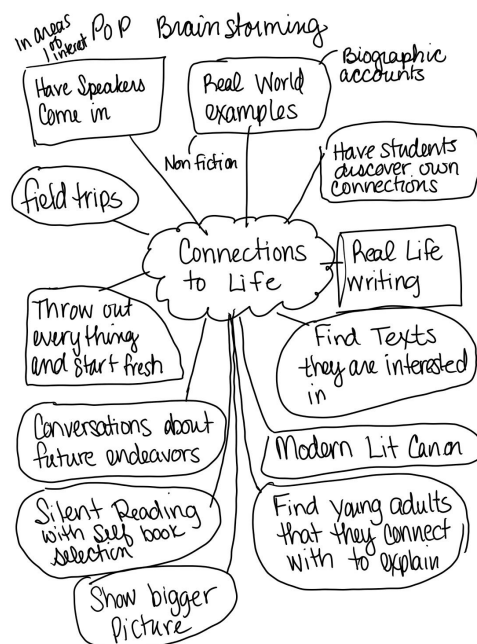 PoP Brainstorming
In areas
of
interet
Have Speakers
Come in
Real World
examples
Biographic
accounts
Non fiction
Have students
discover own
connections
field trips
Connections
to Life
Real Life
writing
Throw out
everything
and start fresh
Find Texts
they are interested
in
Conversations about
future endeavors
Modern Lit Canon
Silent Reading
with self book
selection
Find young adults
that they connect
with to explain
Show bigger
Picture